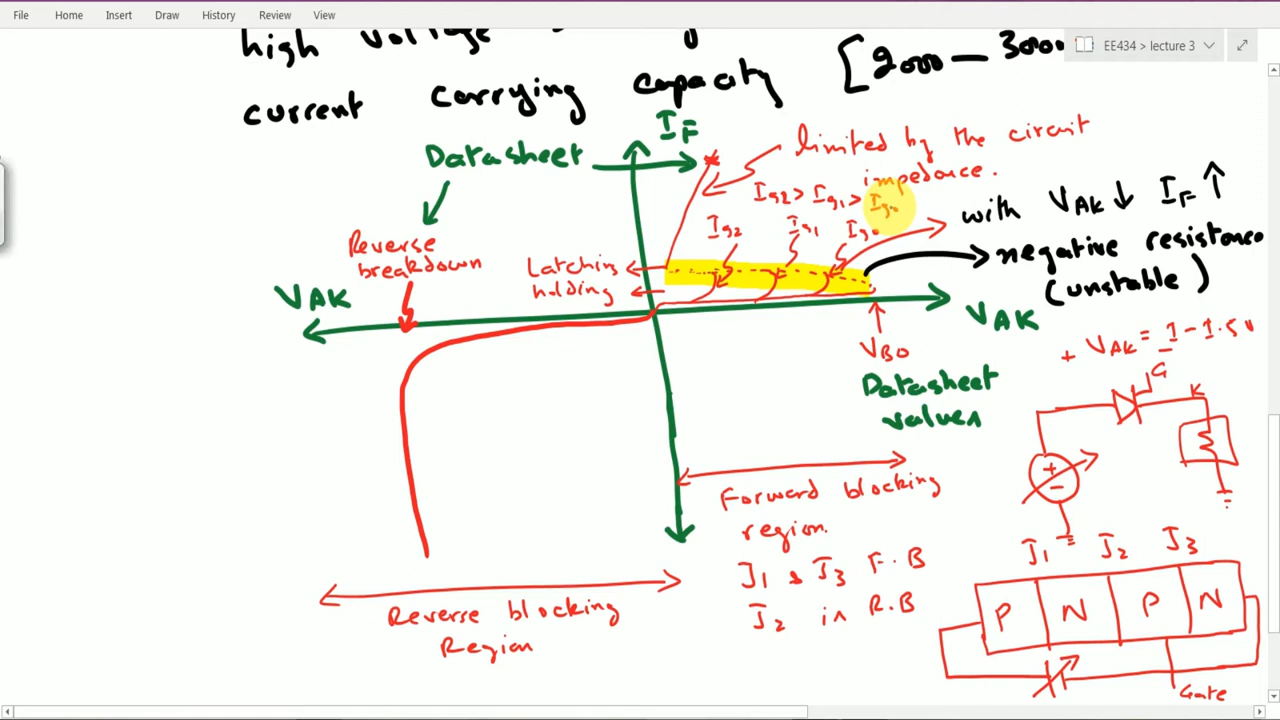 File Home Insert Draw History Review View
EE434 > lecture 3
high voltage
current carrying capacity [2000 — 3000
IF
Datasheet
limited by the circuit
impedance.
Ig2 > Ig1 > Ig0
Ig2 Ig1 Ig0
with VAK ↓ IF ↑
negative resistance
(unstable)
Reverse
breakdown
Latching
holding
VAK
VAK
VBO
Datasheet
values
+ VAK = 1 - 1.5 V
G
K
+
-
Forward blocking
region.
J1 & J3 F.B
J2 in R.B
Reverse blocking
Region
J1 J2 J3
P N P N
Gate